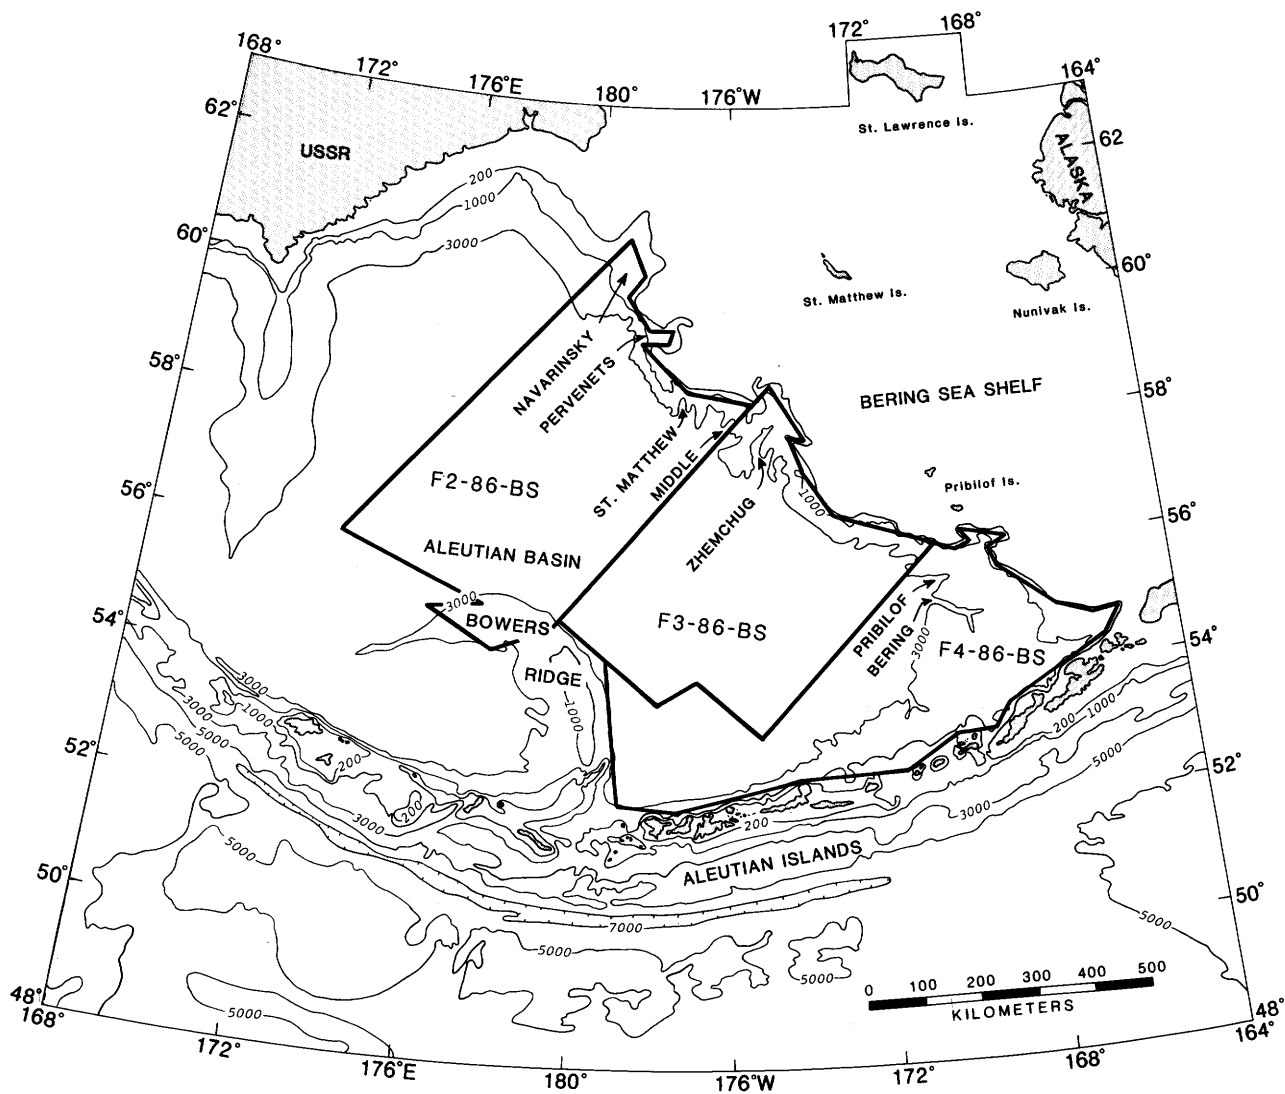 172° 168°
168° 172° 176°E 180° 176°W 164°
62° 62
USSR
St. Lawrence Is.
ALASKA
200
1000
3000
60° 60°
St. Matthew Is.
Nunivak Is.
NAVARINSKY
PERVENETS
58° 58°
BERING SEA SHELF
ST. MATTHEW
MIDDLE
ZHEMCHUG
1000
Pribilof Is.
F2-86-BS
56° 56°
ALEUTIAN BASIN
3000
BOWERS
RIDGE
F3-86-BS
PRIBILOF
BERING
3000
F4-86-BS
54° 54°
3000
1000
3000
5000
5000
1000
200
200
3000
200
200
1000
5000
3000
52° 52°
5000
ALEUTIAN ISLANDS
50° 50°
7000
5000
5000
5000
5000
0 100 200 300 400 500
KILOMETERS
48° 48°
168° 172° 176°E 180° 176°W 172° 168° 164°